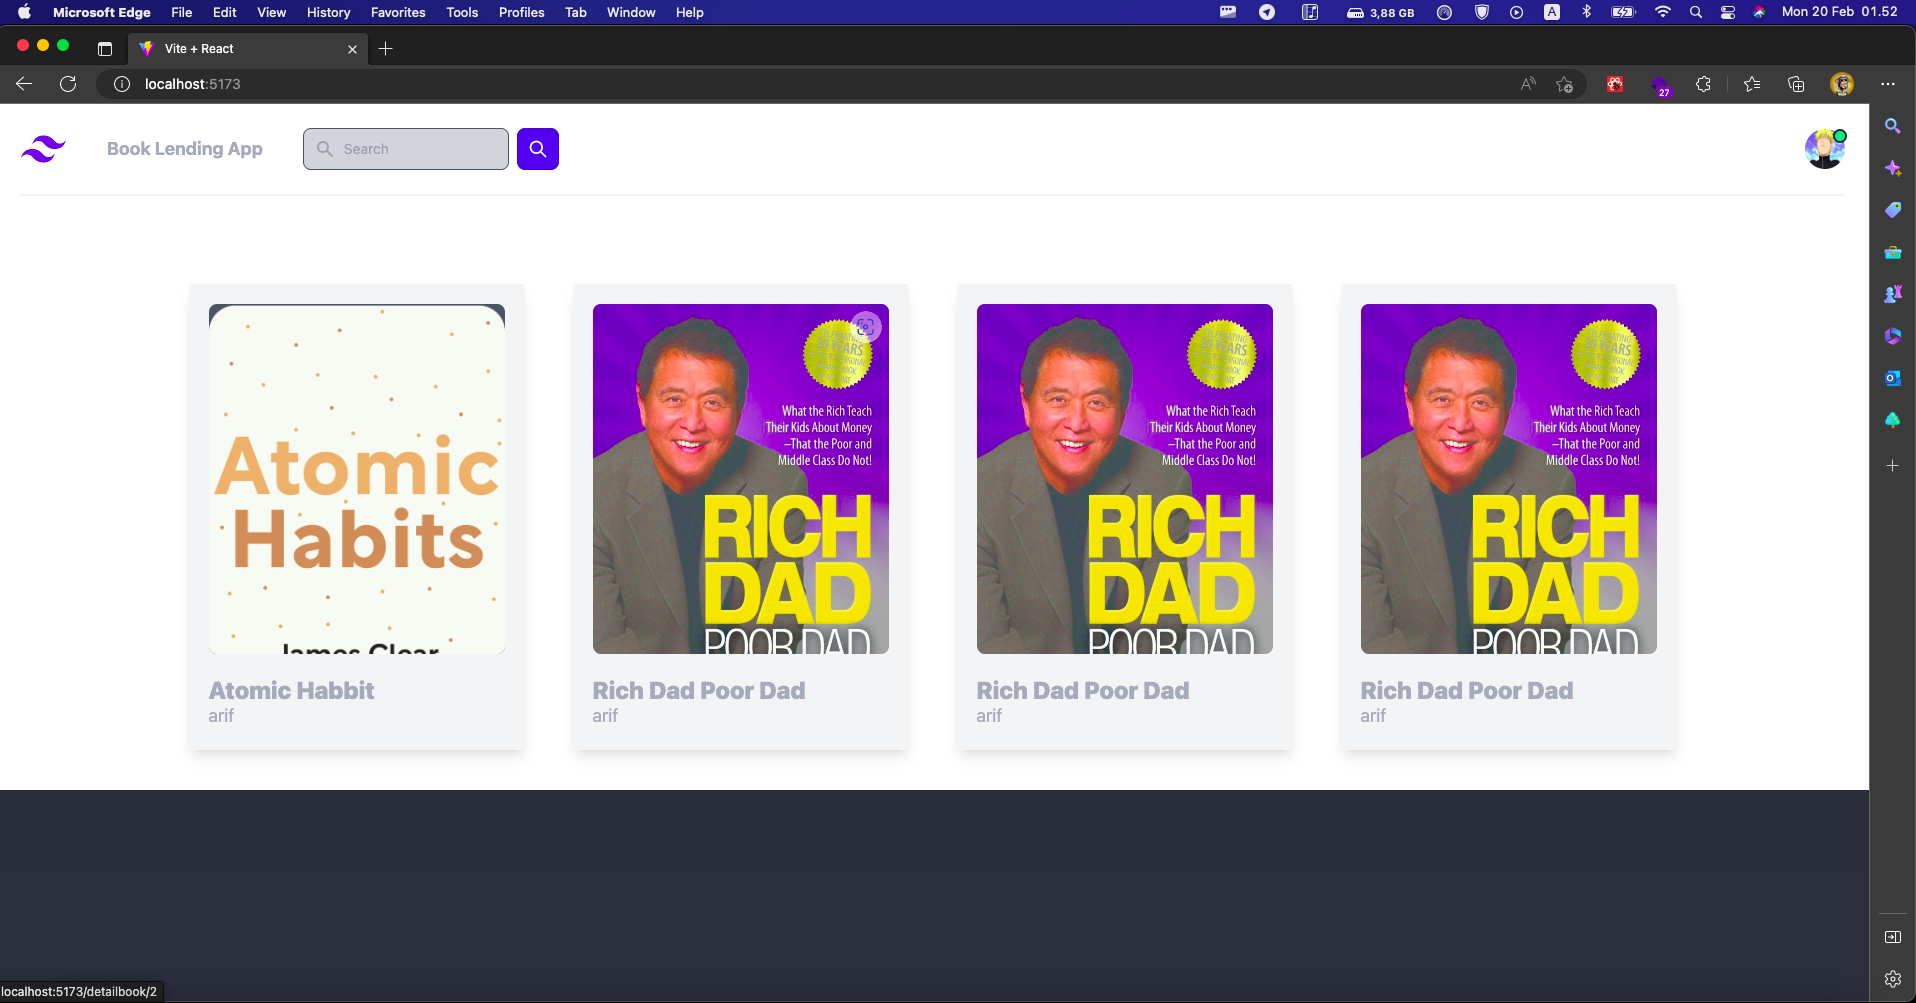 Microsoft Edge File Edit View History Favorites Tools Profiles Tab Window Help 3,88 GB A Mon 20 Feb 01.52
Vite + React
localhost:5173
27
Book Lending App
Search
Atomic
Habits
James Clear
Atomic Habbit
arif
20 YEARS
What the Rich Teach
Their Kids About Money
–That the Poor and
Middle Class Do Not!
RICH
DAD
POOR DAD
Rich Dad Poor Dad
arif
20 YEARS
What the Rich Teach
Their Kids About Money
–That the Poor and
Middle Class Do Not!
RICH
DAD
POOR DAD
Rich Dad Poor Dad
arif
20 YEARS
What the Rich Teach
Their Kids About Money
–That the Poor and
Middle Class Do Not!
RICH
DAD
POOR DAD
Rich Dad Poor Dad
arif
localhost:5173/detailbook/2